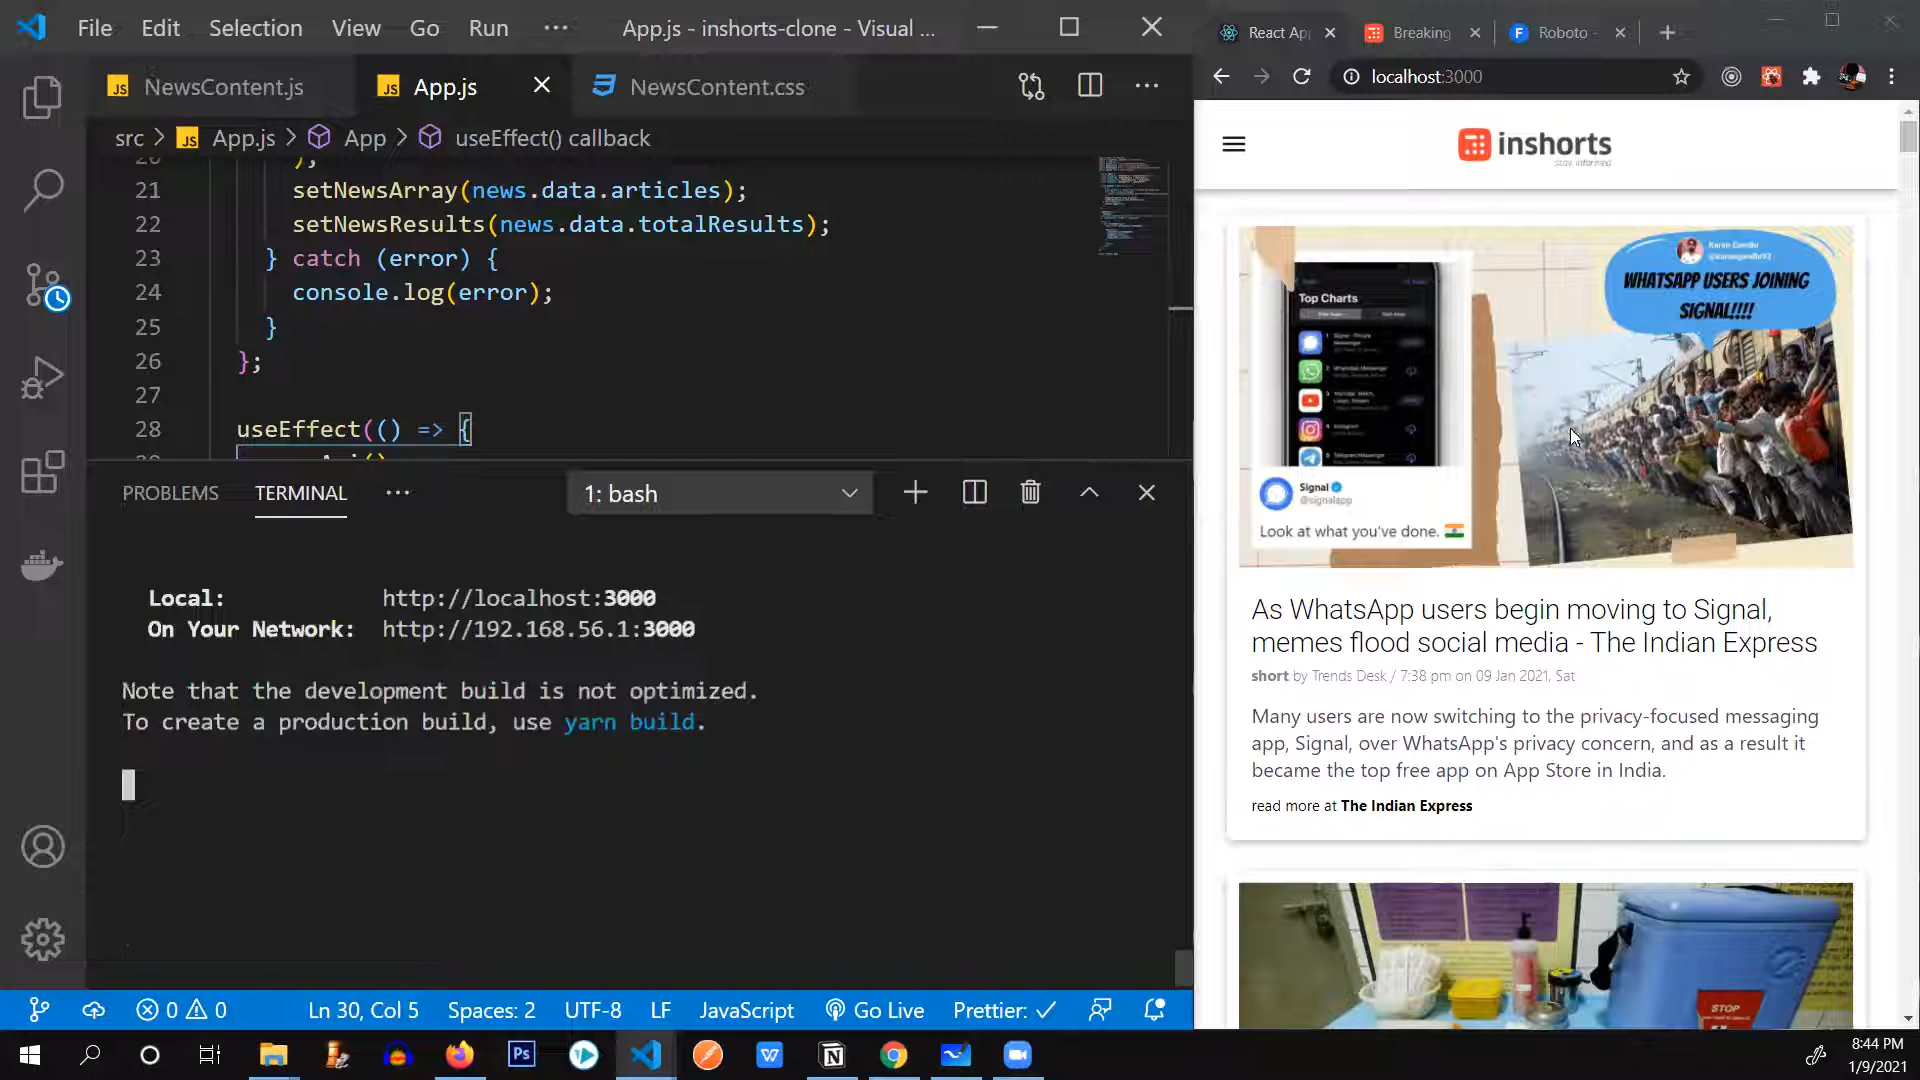 File Edit Selection View Go Run ··· App.js - inshorts-clone - Visual ...
NewsContent.js App.js NewsContent.css
src > App.js > App > useEffect() callback
20 );
21 setNewsArray(news.data.articles);
22 setNewsResults(news.data.totalResults);
23 } catch (error) {
24 console.log(error);
25 }
26 };
27
28 useEffect(() => {
PROBLEMS TERMINAL ··· 1: bash
Local: http://localhost:3000
On Your Network: http://192.168.56.1:3000
Note that the development build is not optimized.
To create a production build, use yarn build.
0 0 Ln 30, Col 5 Spaces: 2 UTF-8 LF JavaScript Go Live Prettier: ✓
React App Breaking Roboto -
localhost:3000
inshorts
stay informed
Karan Gandhi
WHATSAPP USERS JOINING
SIGNAL!!!!
Top Charts
Signal
@signalapp
Look at what you've done. 🇮🇳
As WhatsApp users begin moving to Signal,
memes flood social media - The Indian Express
short by Trends Desk / 7:38 pm on 09 Jan 2021, Sat
Many users are now switching to the privacy-focused messaging
app, Signal, over WhatsApp's privacy concern, and as a result it
became the top free app on App Store in India.
read more at The Indian Express
STOP
Ps
8:44 PM
1/9/2021